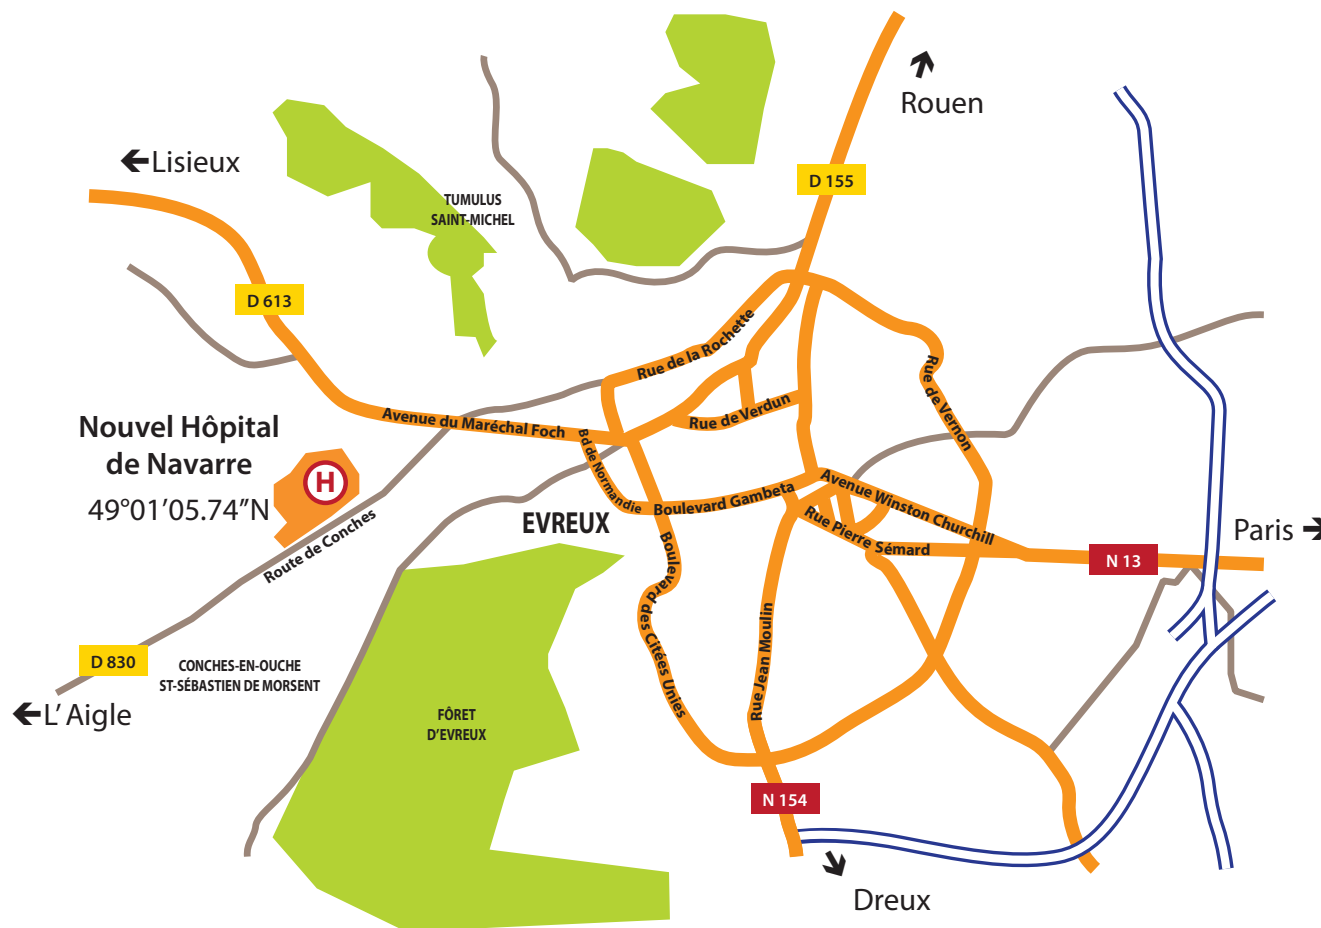 Rouen
Lisieux
D 155
TUMULUS
SAINT-MICHEL
D 613
Rue de la Rochette
Rue de Vernon
Avenue du Maréchal Foch
Rue de Verdun
Nouvel Hôpital
de Navarre
49°01'05.74’’N
H
Bd de Normandie
Boulevard Gambeta
Avenue Winston Churchill
Rue Pierre Sémard
EVREUX
Route de Conches
Paris
N 13
Boulevard des Citées Unies
Rue Jean Moulin
D 830
CONCHES-EN-OUCHE
ST-SÉBASTIEN DE MORSENT
L’ Aigle
FÔRET
D’EVREUX
N 154
Dreux